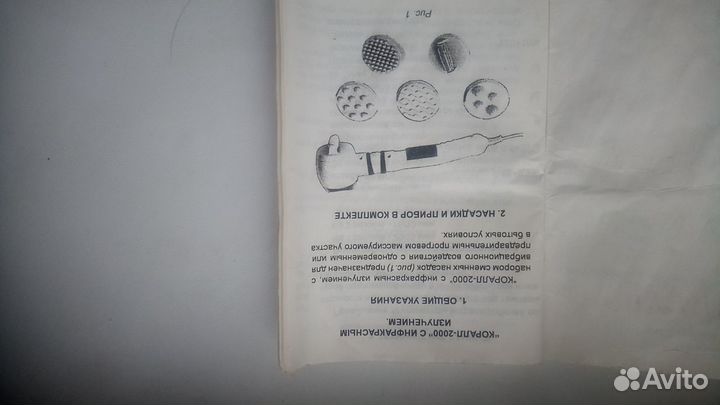 "КОРАЛЛ-2000" С ИНФРАКРАСНЫМ
ИЗЛУЧЕНИЕМ.
1. ОБЩИЕ УКАЗАНИЯ
"КОРАЛЛ-2000" с инфракрасным излучением, с
набором сменных насадок (рис 1) предназначен для
вибрационного воздействия с одновременным или
предварительным прогревом массируемого участка
в бытовых условиях.
2. НАСАДКИ И ПРИБОР В КОМПЛЕКТЕ
Рис. 1
Avito